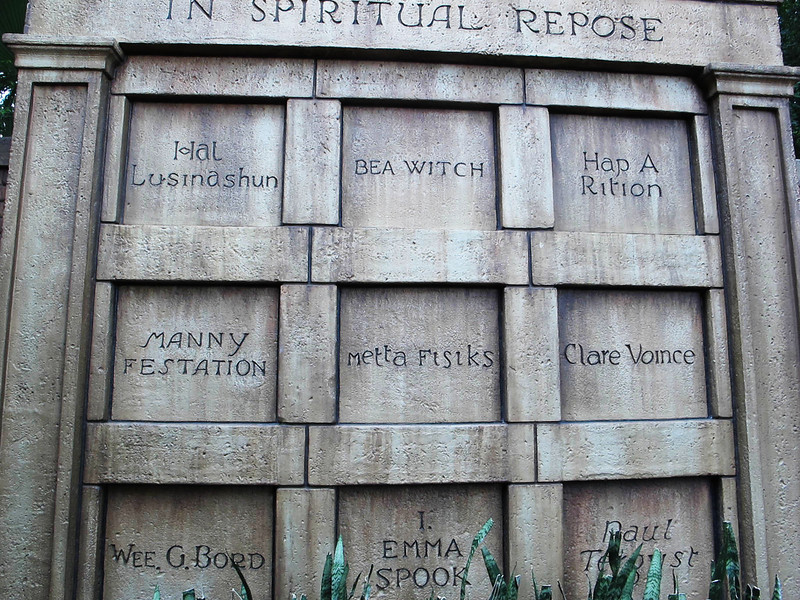 IN SPIRITUAL REPOSE
Hal
Lusinashun
BEA WITCH
Hap A
Rition
MANNY
FESTATION
Metta Fisiks
Clare Voince
WEE. G. BORD
I.
EMMA
SPOOK
Paul